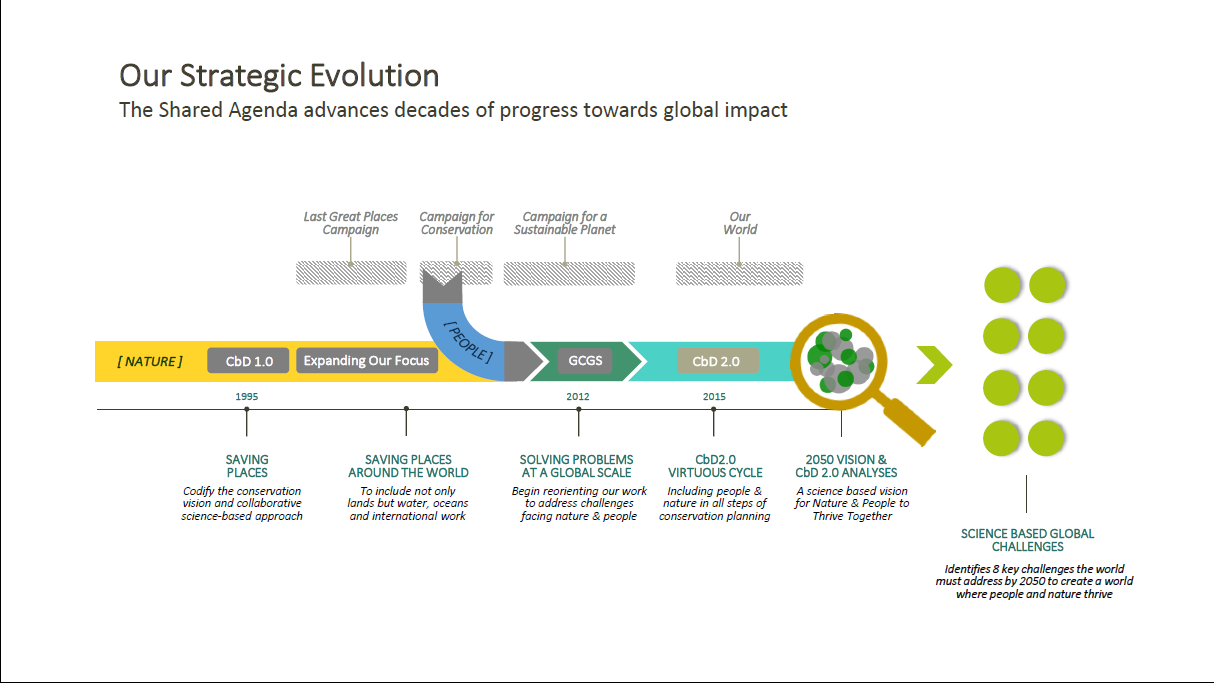 Our Strategic Evolution
The Shared Agenda advances decades of progress towards global impact
Last Great Places
Campaign
Campaign for
Conservation
Campaign for a
Sustainable Planet
Our
World
[ NATURE ]
CbD 1.0
Expanding Our Focus
[ PEOPLE ]
GCGS
CbD 2.0
1995
2012
2015
SAVING
PLACES
Codify the conservation
vision and collaborative
science-based approach
SAVING PLACES
AROUND THE WORLD
To include not only
lands but water, oceans
and international work
SOLVING PROBLEMS
AT A GLOBAL SCALE
Begin reorienting our work
to address challenges
facing nature & people
CbD2.0
VIRTUOUS CYCLE
Including people &
nature in all steps of
conservation planning
2050 VISION &
CbD 2.0 ANALYSES
A science based vision
for Nature & People to
Thrive Together
SCIENCE BASED GLOBAL
CHALLENGES
Identifies 8 key challenges the world
must address by 2050 to create a world
where people and nature thrive